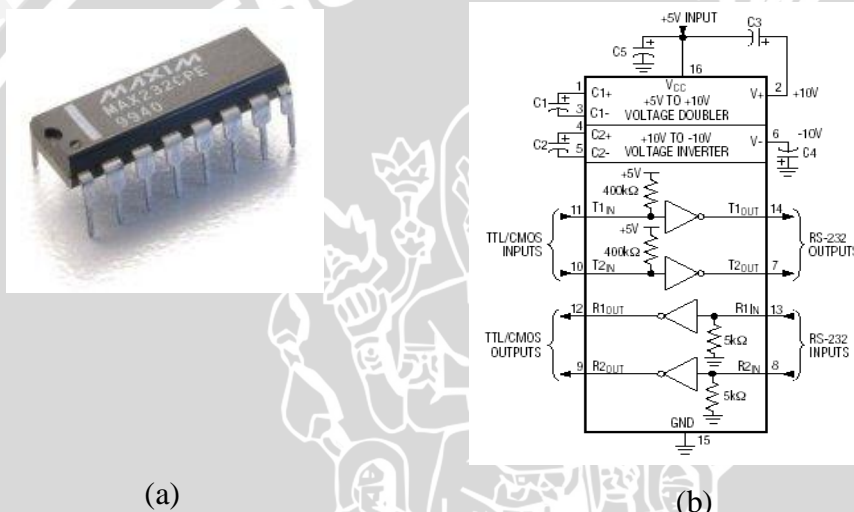 MAXIM
MAX232CPE
9940
(a)
+5V INPUT
C3
C5
16
VCC
1
C1+
+5V TO +10V
V+
2
+10V
C1
3
C1-
VOLTAGE DOUBLER
4
C2+
+10V TO -10V
V-
6
-10V
C2
5
C2-
VOLTAGE INVERTER
C4
+5V
400kΩ
11
T1IN
T1OUT
14
+5V
TTL/CMOS
INPUTS
400kΩ
RS-232
OUTPUTS
10
T2IN
T2OUT
7
12
R1OUT
R1IN
13
TTL/CMOS
OUTPUTS
5kΩ
RS-232
INPUTS
9
R2OUT
R2IN
8
5kΩ
GND
15
(b)